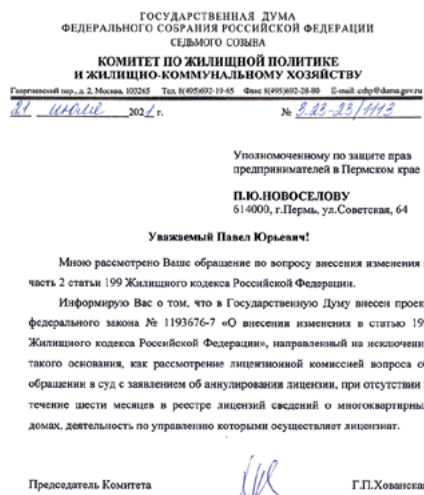 ГОСУДАРСТВЕННАЯ ДУМА
ФЕДЕРАЛЬНОГО СОБРАНИЯ РОССИЙСКОЙ ФЕДЕРАЦИИ
СЕДЬМОГО СОЗЫВА
КОМИТЕТ ПО ЖИЛИЩНОЙ ПОЛИТИКЕ
И ЖИЛИЩНО-КОММУНАЛЬНОМУ ХОЗЯЙСТВУ
Георгиевский пер., д. 2, Москва, 103265 Тел. 8(495)692-19-65 Факс 8(495)692-28-80 E-mail: cshp@duma.gov.ru
21 июля 2021 г. № 3.25-23/1113
Уполномоченному по защите прав
предпринимателей в Пермском крае
П.Ю.НОВОСЕЛОВУ
614000, г.Пермь, ул.Советская, 64
Уважаемый Павел Юрьевич!
Мною рассмотрено Ваше обращение по вопросу внесения изменения
часть 2 статьи 199 Жилищного кодекса Российской Федерации.
Информирую Вас о том, что в Государственную Думу внесен проек
федерального закона № 1193676-7 «О внесении изменения в статью 19
Жилищного кодекса Российской Федерации», направленный на исключени
такого основания, как рассмотрение лицензионной комиссией вопроса о
обращении в суд с заявлением об аннулировании лицензии, при отсутствии
течение шести месяцев в реестре лицензий сведений о многоквартирны
домах, деятельность по управлению которыми осуществляет лицензиат.
Председатель Комитета Г.П.Хованская